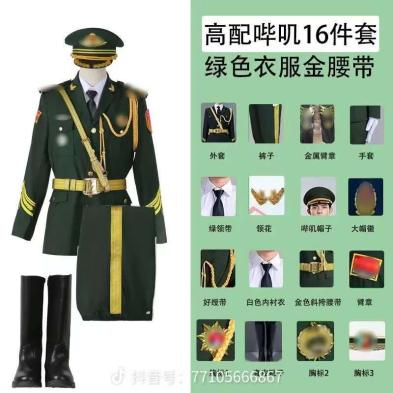 高配哔叽16件套
绿色衣服金腰带
外套
裤子
金属臂章
手套
绿领带
领花
哔叽帽子
大帽徽
好绶带
白色内衬衣
金色斜挎腰带
臂章
胸标2
胸标3
抖音号：77105666867